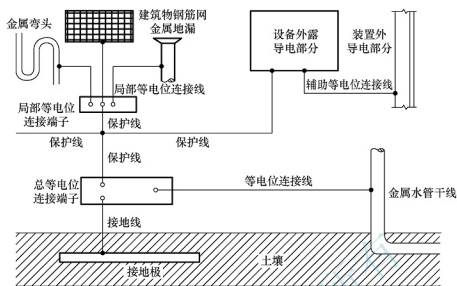 建筑物钢筋网
金属地漏
金属弯头
设备外露
导电部分
装置外
导电部分
局部等电位连接线
辅助等电位连接线
局部等电位
连接端子
保护线
保护线
保护线
保护线
总等电位
连接端子
等电位连接线
金属水管干线
接地线
土壤
接地极